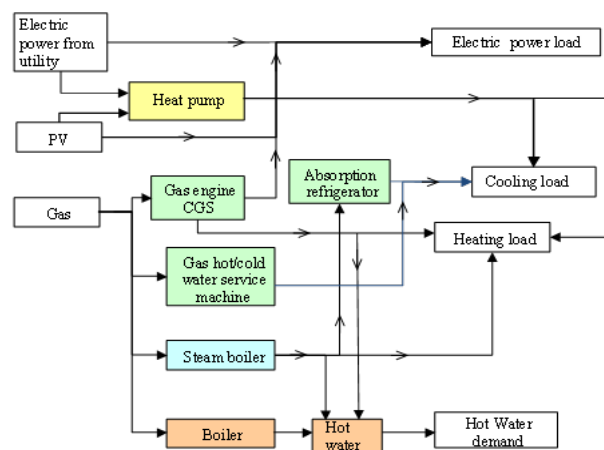 Electric
power from
utility
Electric power load
Heat pump
PV
Absorption
refrigerator
Gas engine
CGS
Cooling load
Gas
Heating load
Gas hot/cold
water service
machine
Steam boiler
Boiler
Hot
water
Hot Water
demand